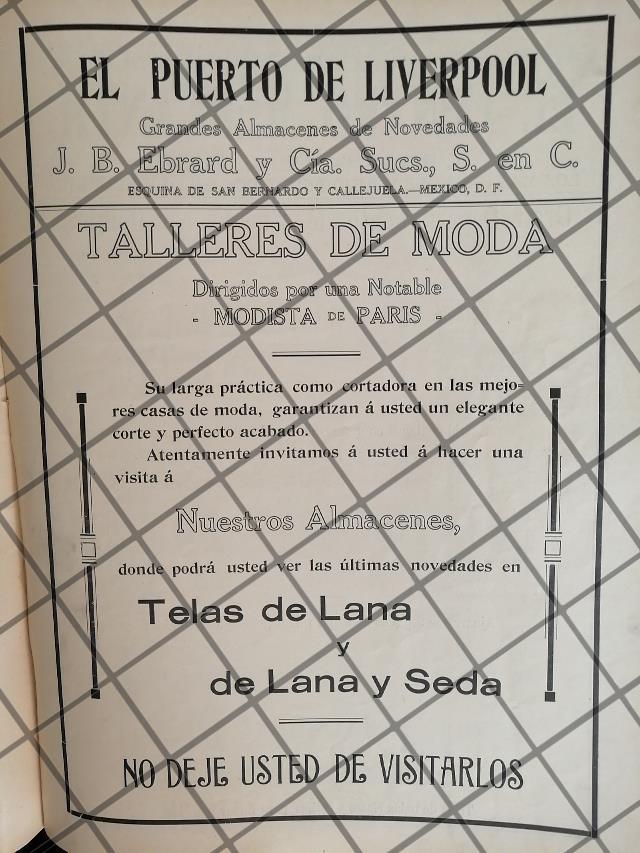 EL PUERTO DE LIVERPOOL
Grandes Almacenes de Novedades
J. B. Ebrard y Cía. Sucs., S. en C.
ESQUINA DE SAN BERNARDO Y CALLEJUELA.—MEXICO, D. F.
TALLERES DE MODA
Dirigidos por una Notable
- MODISTA DE PARIS -
Su larga práctica como cortadora en las mejo-
res casas de moda, garantizan á usted un elegante
corte y perfecto acabado.
Atentamente invitamos á usted á hacer una
visita á
Nuestros Almacenes,
donde podrá usted ver las últimas novedades en
Telas de Lana
y
de Lana y Seda
NO DEJE USTED DE VISITARLOS